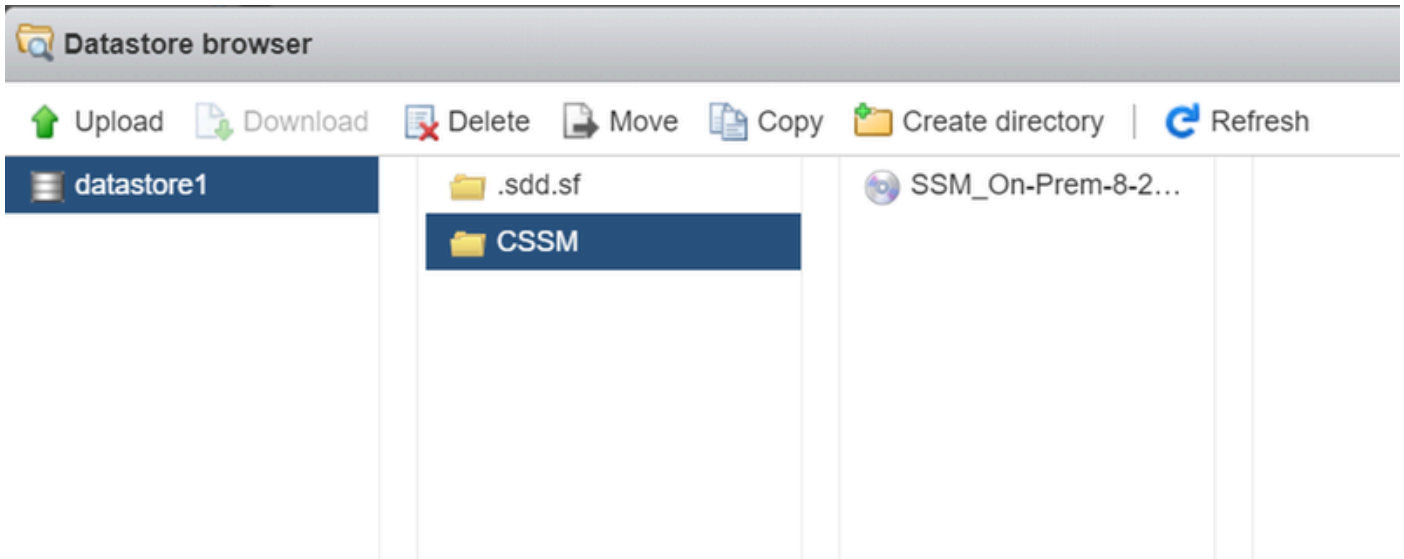 Datastore browser
Upload Download Delete Move Copy Create directory Refresh
datastore1 .sdd.sf SSM_On-Prem-8-2...
CSSM